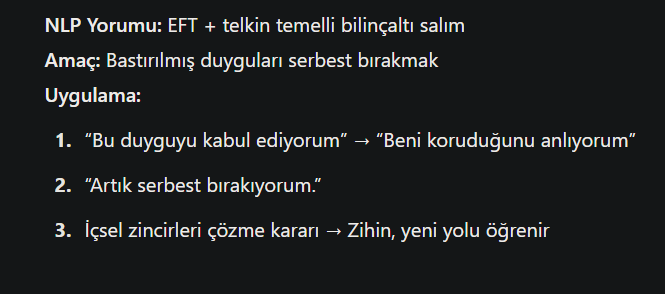 NLP Yorumu: EFT + telkin temelli bilinçaltı salım
Amaç: Bastırılmış duyguları serbest bırakmak
Uygulama:
1. “Bu duyguyu kabul ediyorum” → “Beni koruduğunu anlıyorum”
2. “Artık serbest bırakıyorum.”
3. İçsel zincirleri çözme kararı → Zihin, yeni yolu öğrenir